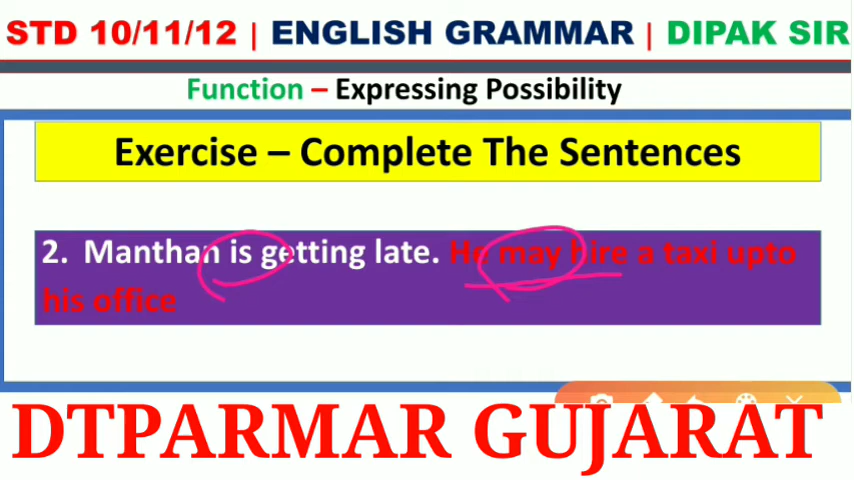 STD 10/11/12 | ENGLISH GRAMMAR | DIPAK SIR
Function – Expressing Possibility
Exercise – Complete The Sentences
2. Manthan is getting late. He may hire a taxi upto
his office
DTPARMAR GUJARAT